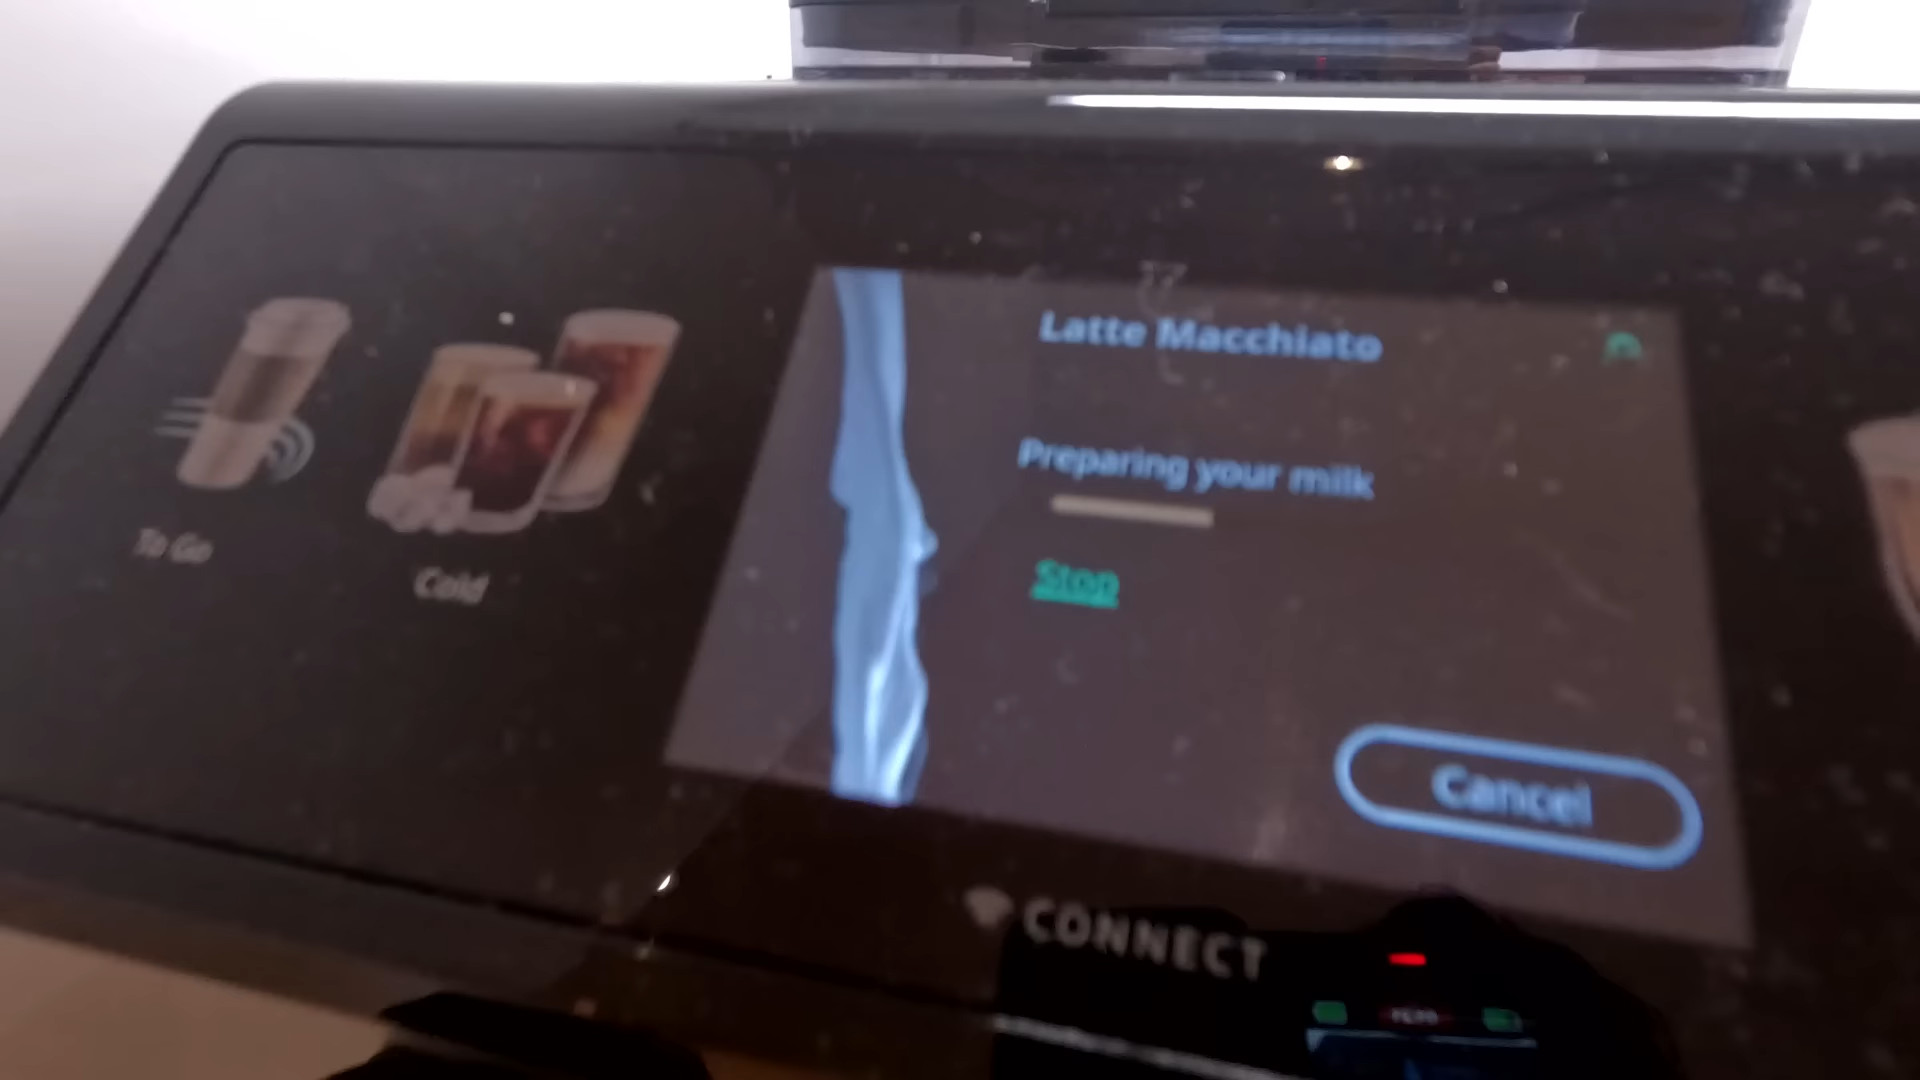 Latte Macchiato
Preparing your milk
Stop
Cancel
To Go
Cold
CONNECT